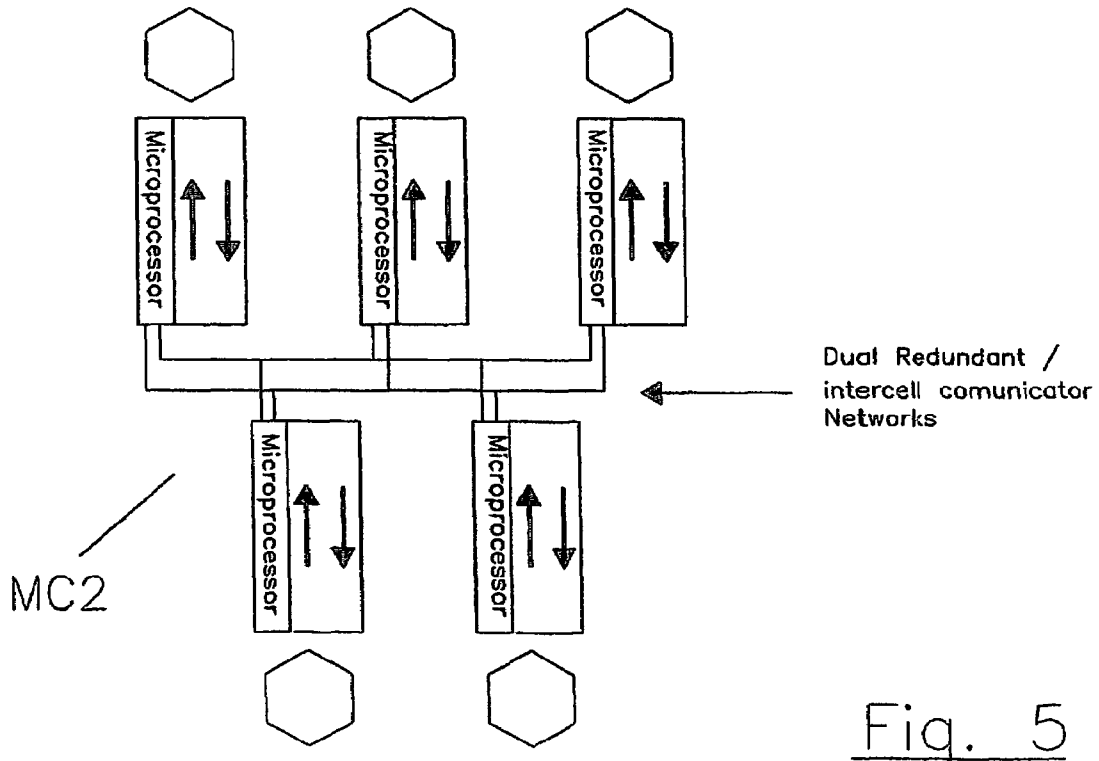 Microprocessor
Microprocessor
Microprocessor
Dual Redundant /
intercell comunicator
Networks
Microprocessor
Microprocessor
MC2
Fig. 5